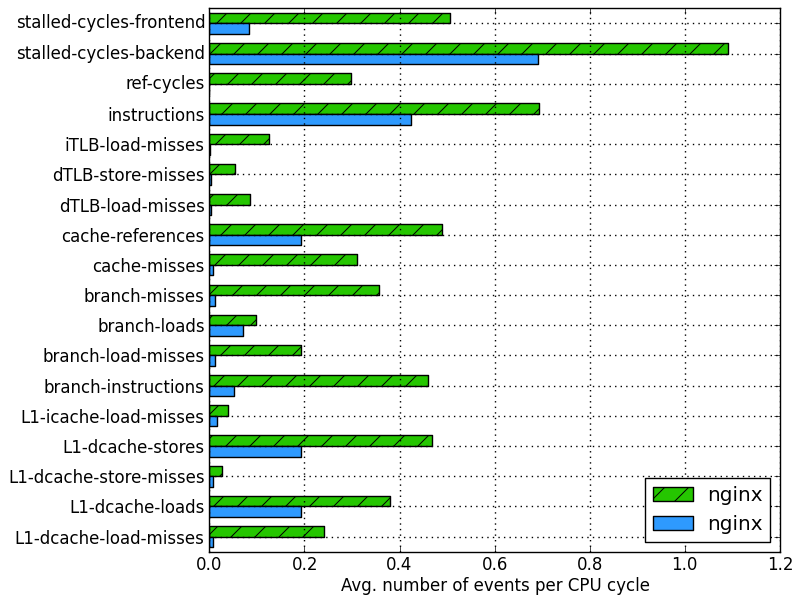 stalled-cycles-frontend
stalled-cycles-backend
ref-cycles
instructions
iTLB-load-misses
dTLB-store-misses
dTLB-load-misses
cache-references
cache-misses
branch-misses
branch-loads
branch-load-misses
branch-instructions
L1-icache-load-misses
L1-dcache-stores
L1-dcache-store-misses
L1-dcache-loads
L1-dcache-load-misses
nginx
nginx
0.0 0.2 0.4 0.6 0.8 1.0 1.2
Avg. number of events per CPU cycle